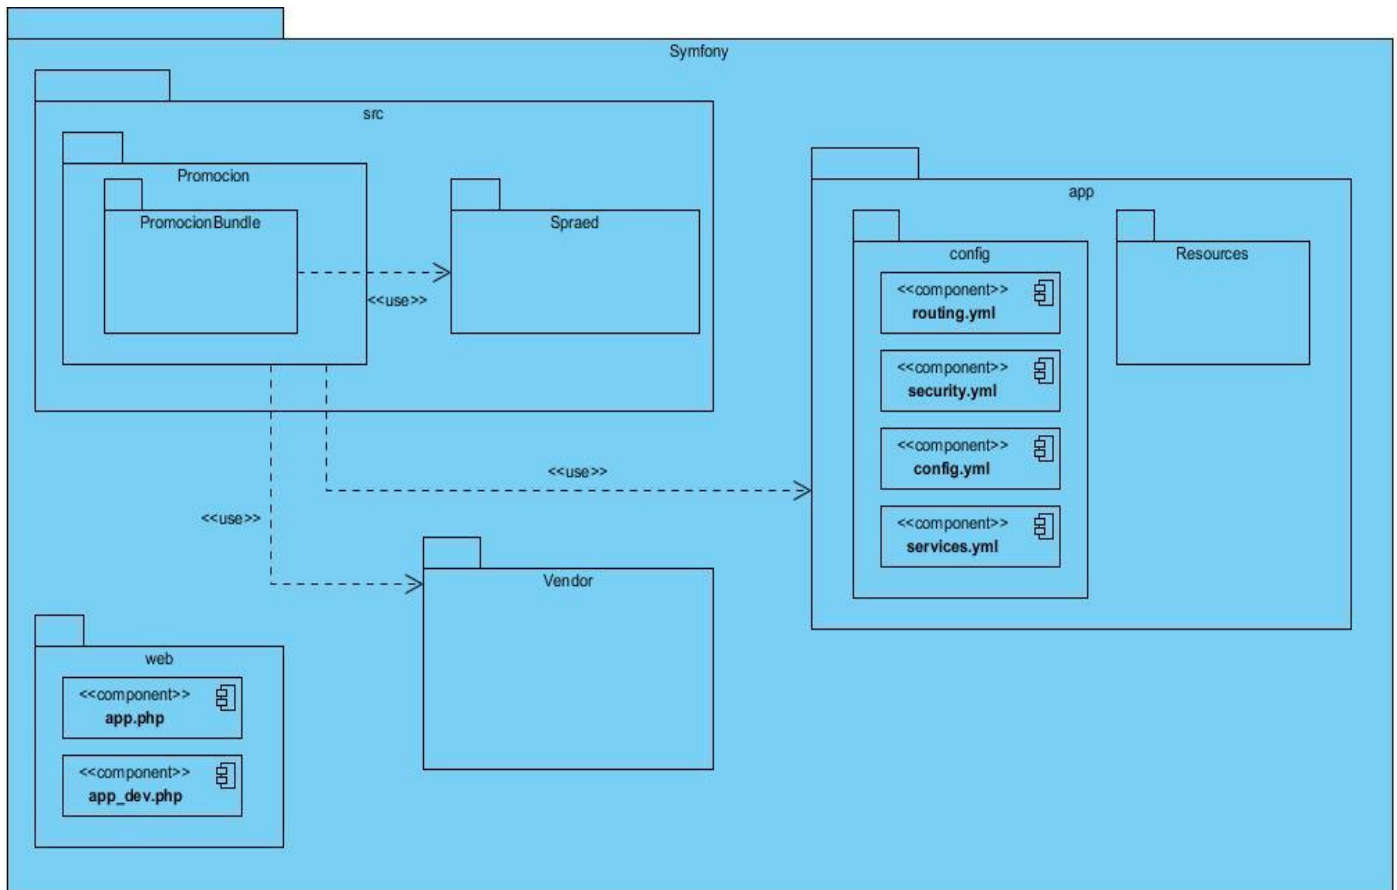 Symfony
src
Promocion
PromocionBundle
Spraed
<<use>>
app
config
<<component>>
routing.yml
<<component>>
security.yml
<<component>>
config.yml
<<component>>
services.yml
Resources
<<use>>
<<use>>
Vendor
web
<<component>>
app.php
<<component>>
app_dev.php